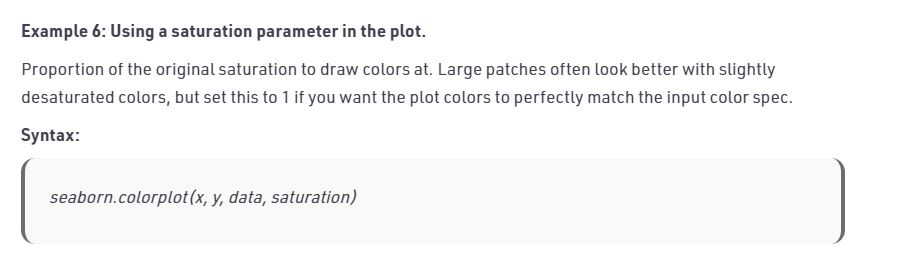 Example 6: Using a saturation parameter in the plot.
Proportion of the original saturation to draw colors at. Large patches often look better with slightly
desaturated colors, but set this to 1 if you want the plot colors to perfectly match the input color spec.
Syntax:
seaborn.colorplot(x, y, data, saturation)